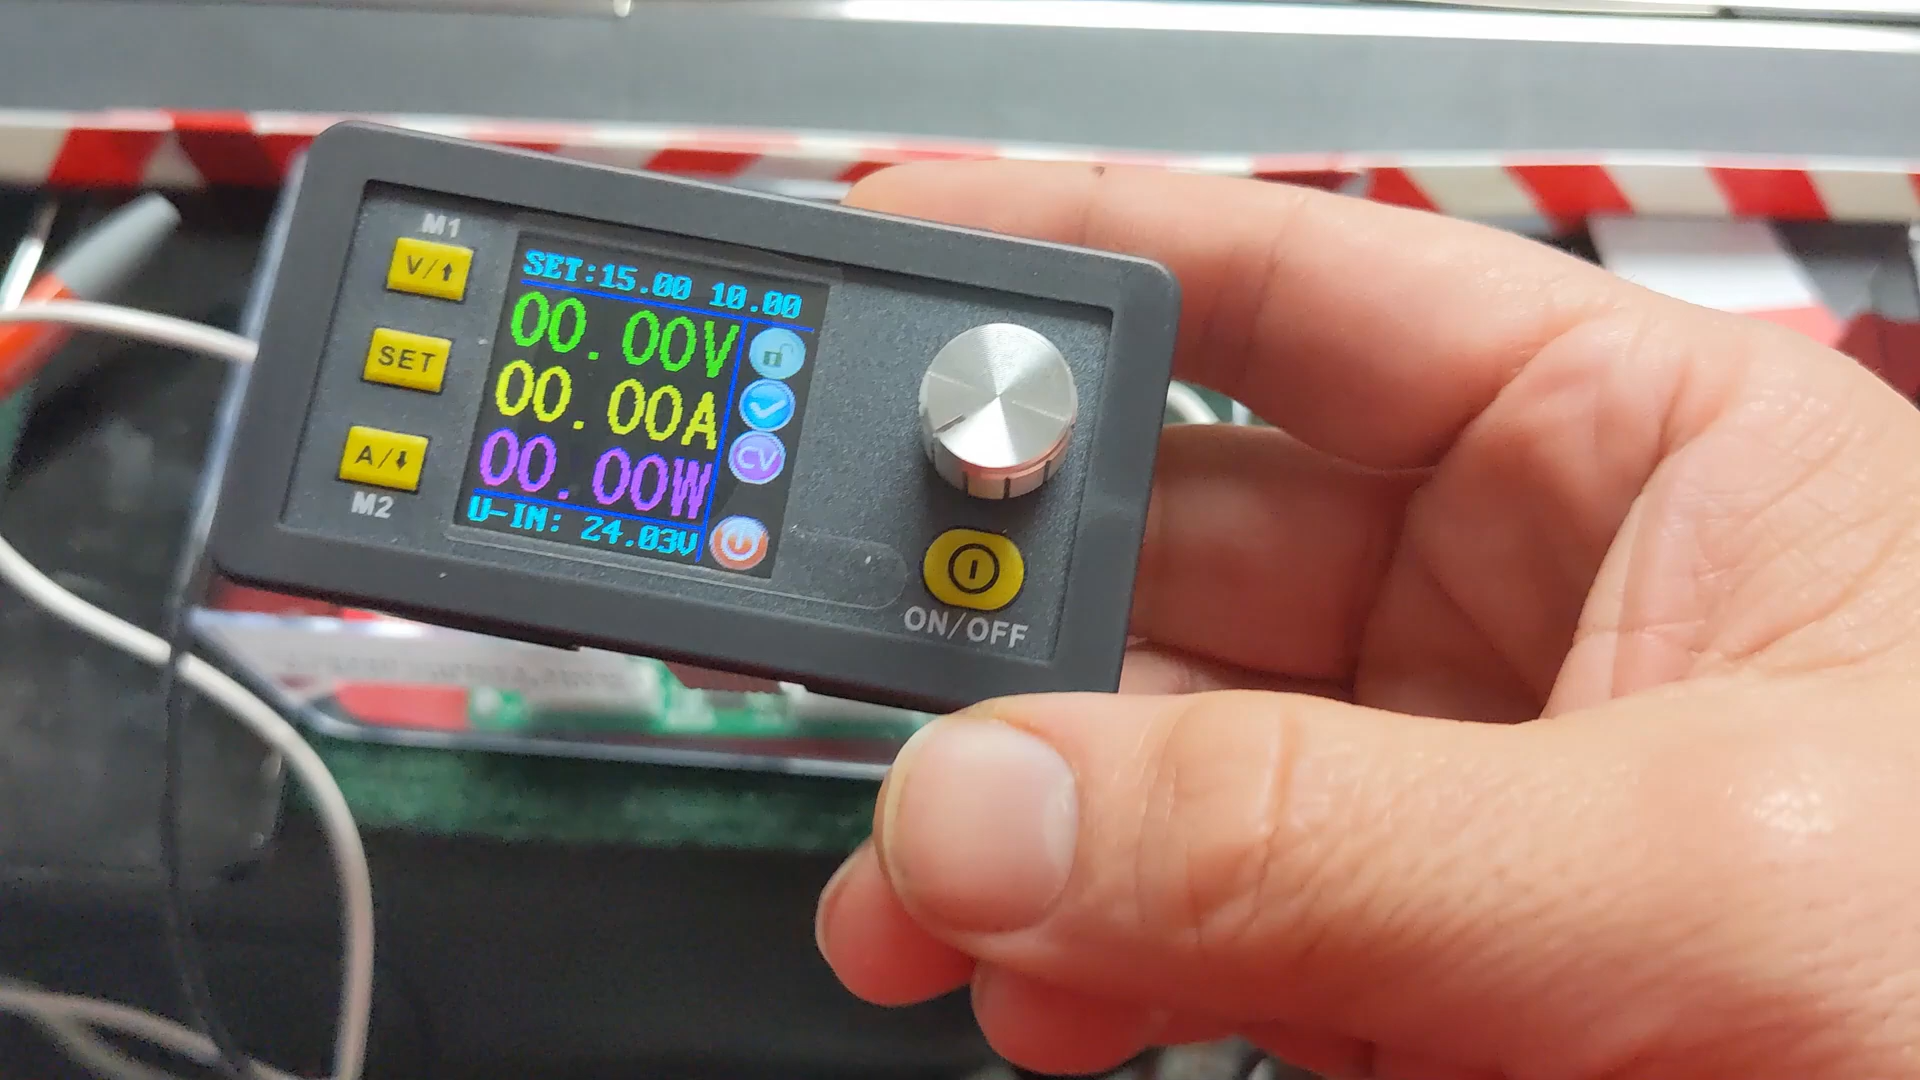 M1
V/⬆
SET
A/⬇
M2
SET:15.00 10.00
00.00V
00.00A
00.00W
CV
U-IN: 24.03V
ON/OFF